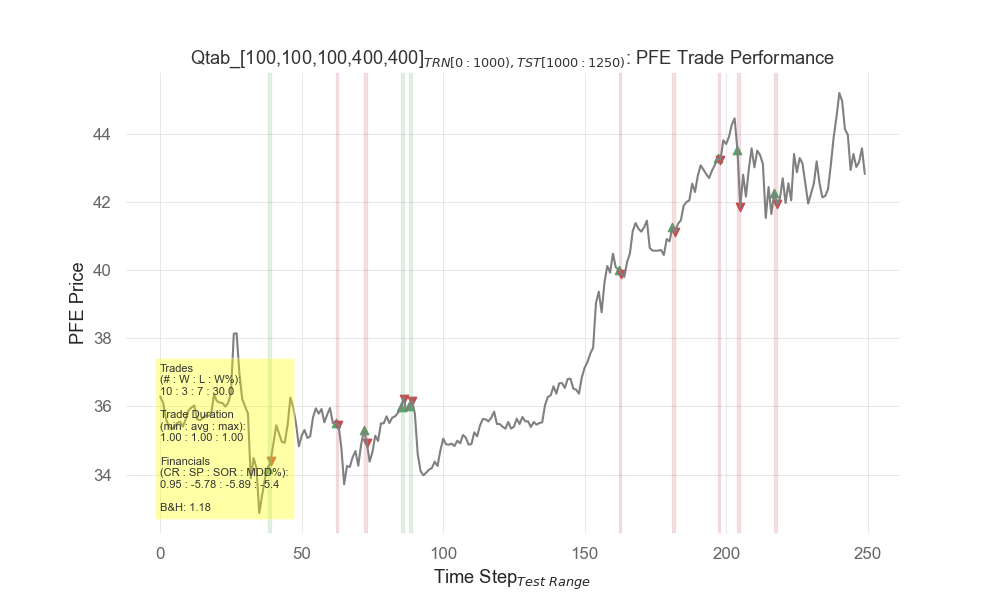 Qtab_[100,100,100,400,400]TRN[0 : 1000), TST[1000 : 1250): PFE Trade Performance
44
42
40
38
36
34
PFE Price
Trades
(# : W : L : W%):
10 : 3 : 7 : 30.0
Trade Duration
(min : avg : max):
1.00 : 1.00 : 1.00
Financials
(CR : SP : SOR : MDD%):
0.95 : -5.78 : -5.89 : -5.4
B&H: 1.18
0 50 100 150 200 250
Time Step Test Range